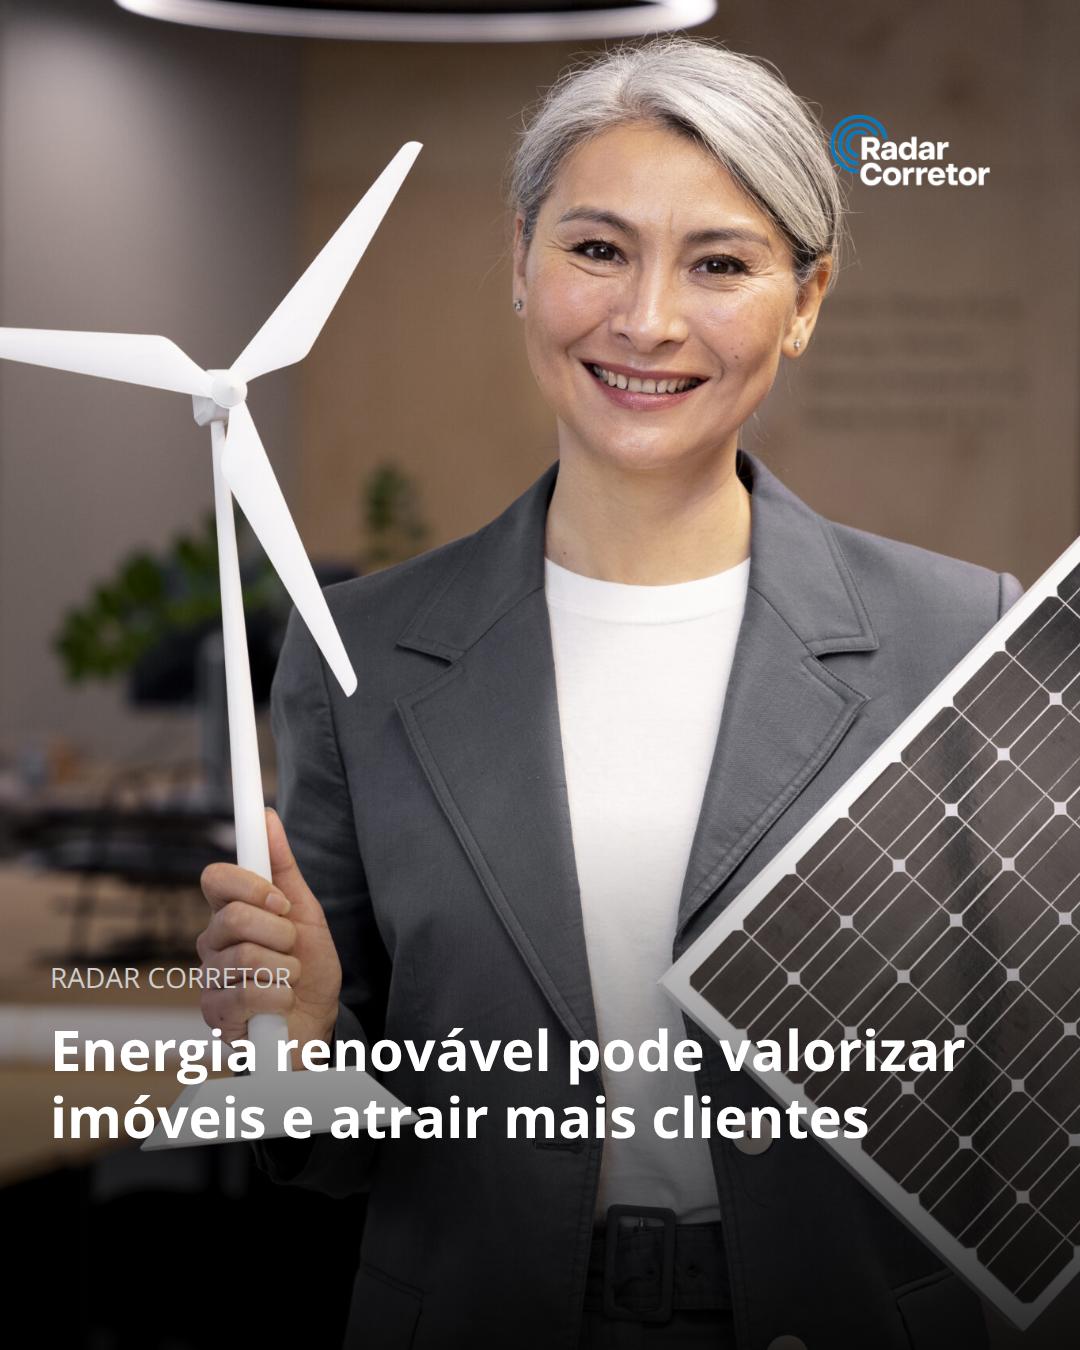 Radar
Corretor
RADAR CORRETOR
Energia renovável pode valorizar
imóveis e atrair mais clientes